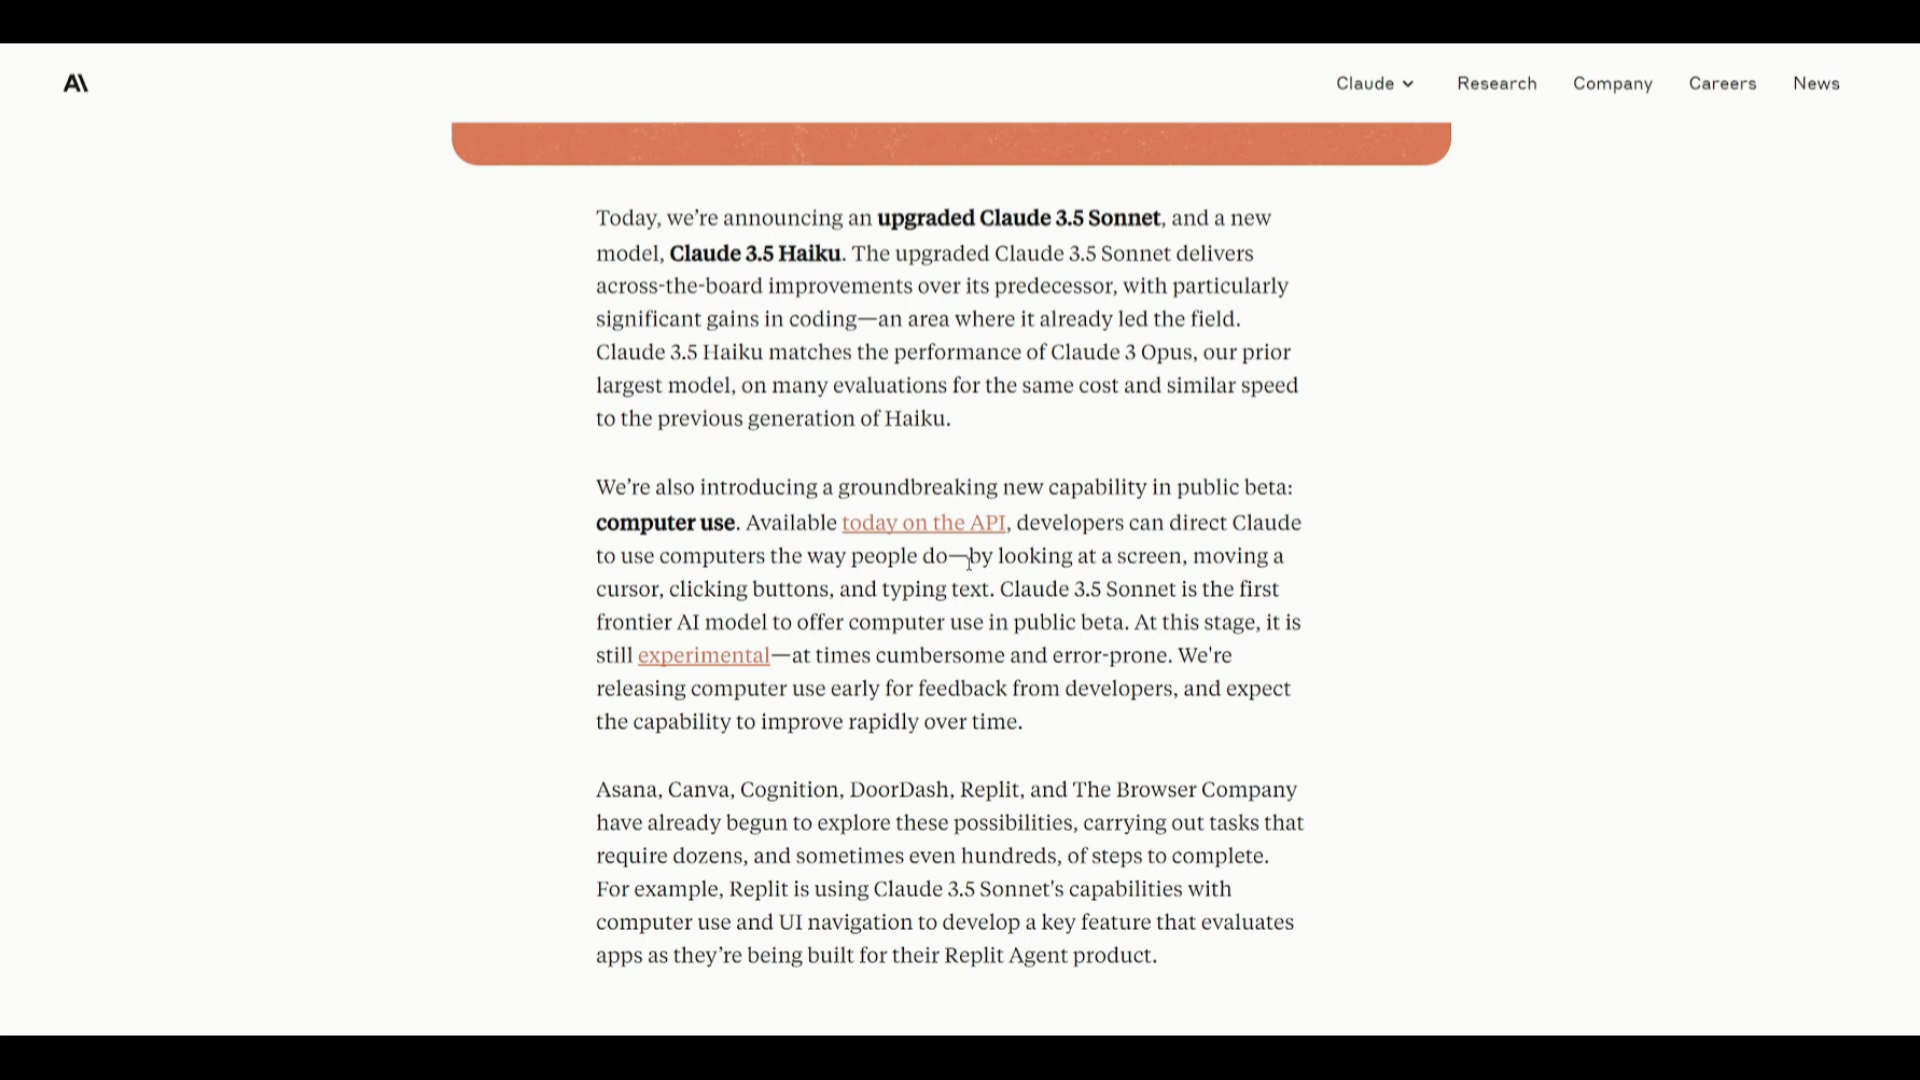 A\
Claude
Research
Company
Careers
News
Today, we’re announcing an upgraded Claude 3.5 Sonnet, and a new
model, Claude 3.5 Haiku. The upgraded Claude 3.5 Sonnet delivers
across-the-board improvements over its predecessor, with particularly
significant gains in coding—an area where it already led the field.
Claude 3.5 Haiku matches the performance of Claude 3 Opus, our prior
largest model, on many evaluations for the same cost and similar speed
to the previous generation of Haiku.
We’re also introducing a groundbreaking new capability in public beta:
computer use. Available today on the API, developers can direct Claude
to use computers the way people do—by looking at a screen, moving a
cursor, clicking buttons, and typing text. Claude 3.5 Sonnet is the first
frontier AI model to offer computer use in public beta. At this stage, it is
still experimental—at times cumbersome and error-prone. We're
releasing computer use early for feedback from developers, and expect
the capability to improve rapidly over time.
Asana, Canva, Cognition, DoorDash, Replit, and The Browser Company
have already begun to explore these possibilities, carrying out tasks that
require dozens, and sometimes even hundreds, of steps to complete.
For example, Replit is using Claude 3.5 Sonnet's capabilities with
computer use and UI navigation to develop a key feature that evaluates
apps as they’re being built for their Replit Agent product.